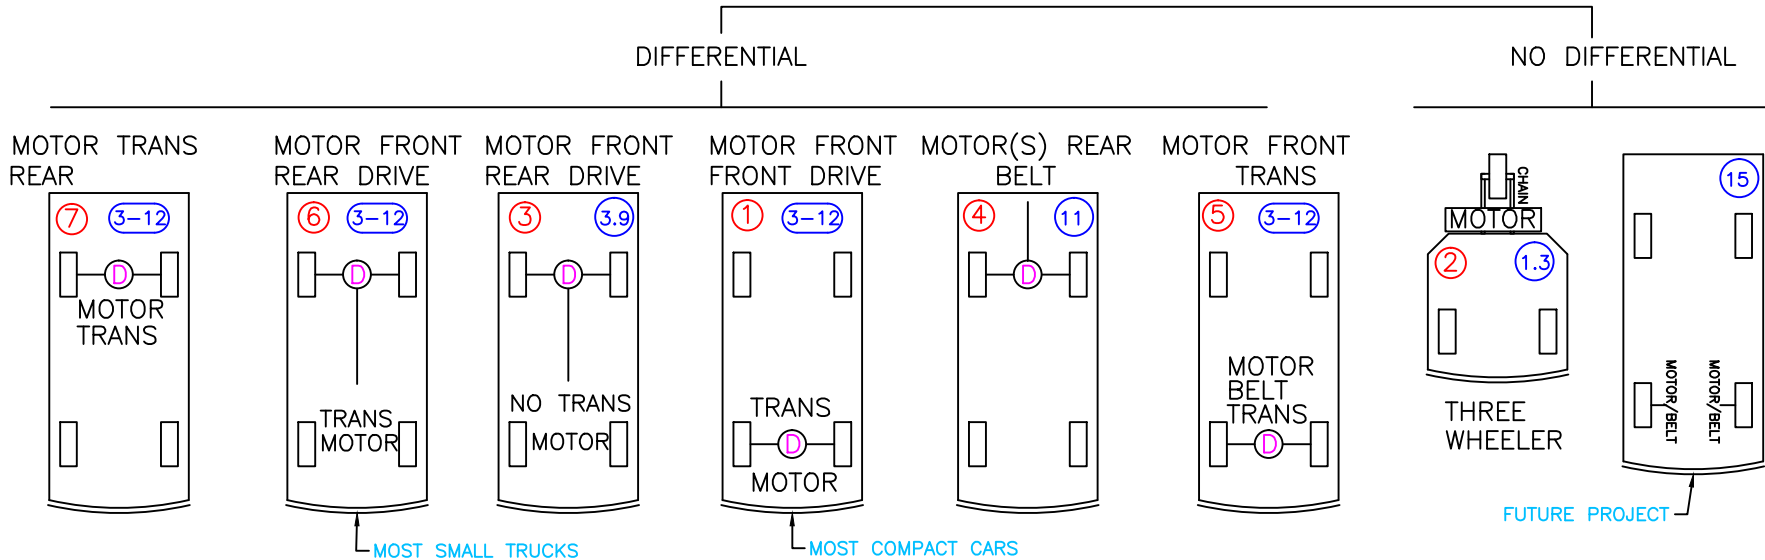 DIFFERENTIAL
NO DIFFERENTIAL
MOTOR TRANS
REAR
7
3-12
D
MOTOR
TRANS
MOTOR FRONT
REAR DRIVE
6
3-12
D
TRANS
MOTOR
MOST SMALL TRUCKS
MOTOR FRONT
REAR DRIVE
3
3.9
D
NO TRANS
MOTOR
MOTOR FRONT
FRONT DRIVE
1
3-12
TRANS
D
MOTOR
MOST COMPACT CARS
MOTOR(S) REAR
BELT
4
11
D
MOTOR FRONT
TRANS
5
3-12
MOTOR
BELT
TRANS
D
CHAIN
MOTOR
2
1.3
THREE
WHEELER
15
MOTOR/BELT
MOTOR/BELT
FUTURE PROJECT